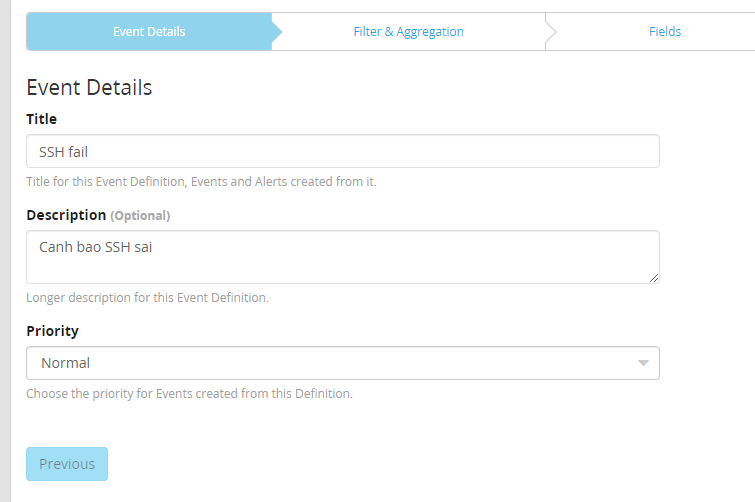 Event Details
Filter & Aggregation
Fields
Event Details
Title
SSH fail
Title for this Event Definition, Events and Alerts created from it.
Description (Optional)
Canh bao SSH sai
Longer description for this Event Definition.
Priority
Normal
Choose the priority for Events created from this Definition.
Previous